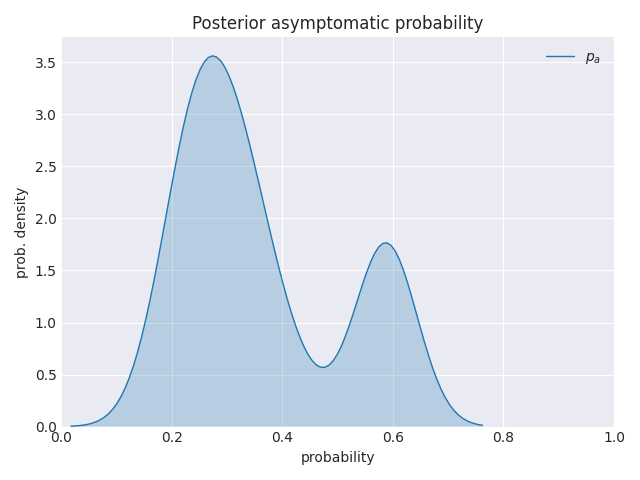 Posterior asymptomatic probability
pₐ
prob. density
3.5
3.0
2.5
2.0
1.5
1.0
0.5
0.0
0.0 0.2 0.4 0.6 0.8 1.0
probability